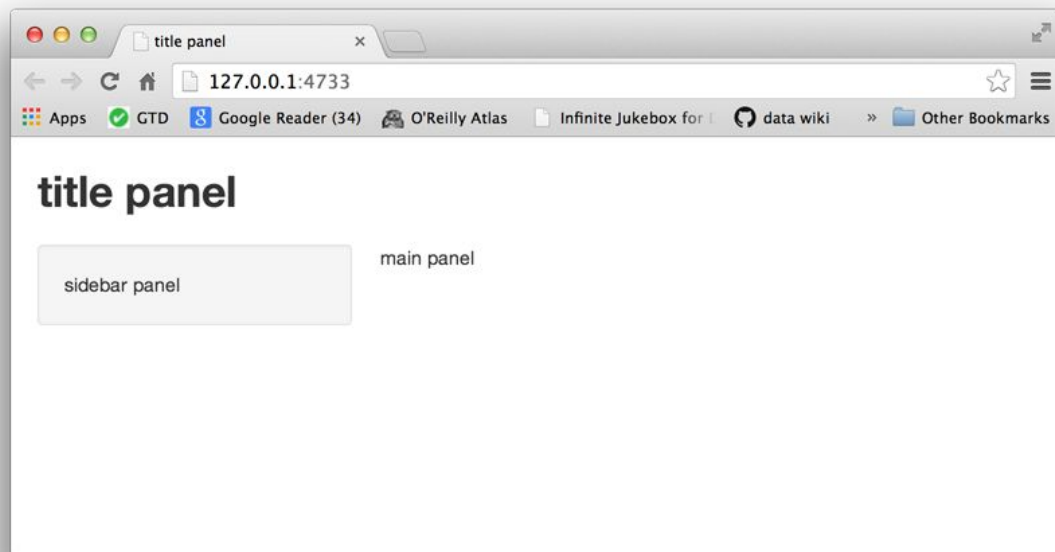 title panel
127.0.0.1:4733
Apps GTD Google Reader (34) O'Reilly Atlas Infinite Jukebox for data wiki » Other Bookmarks
title panel
sidebar panel
main panel